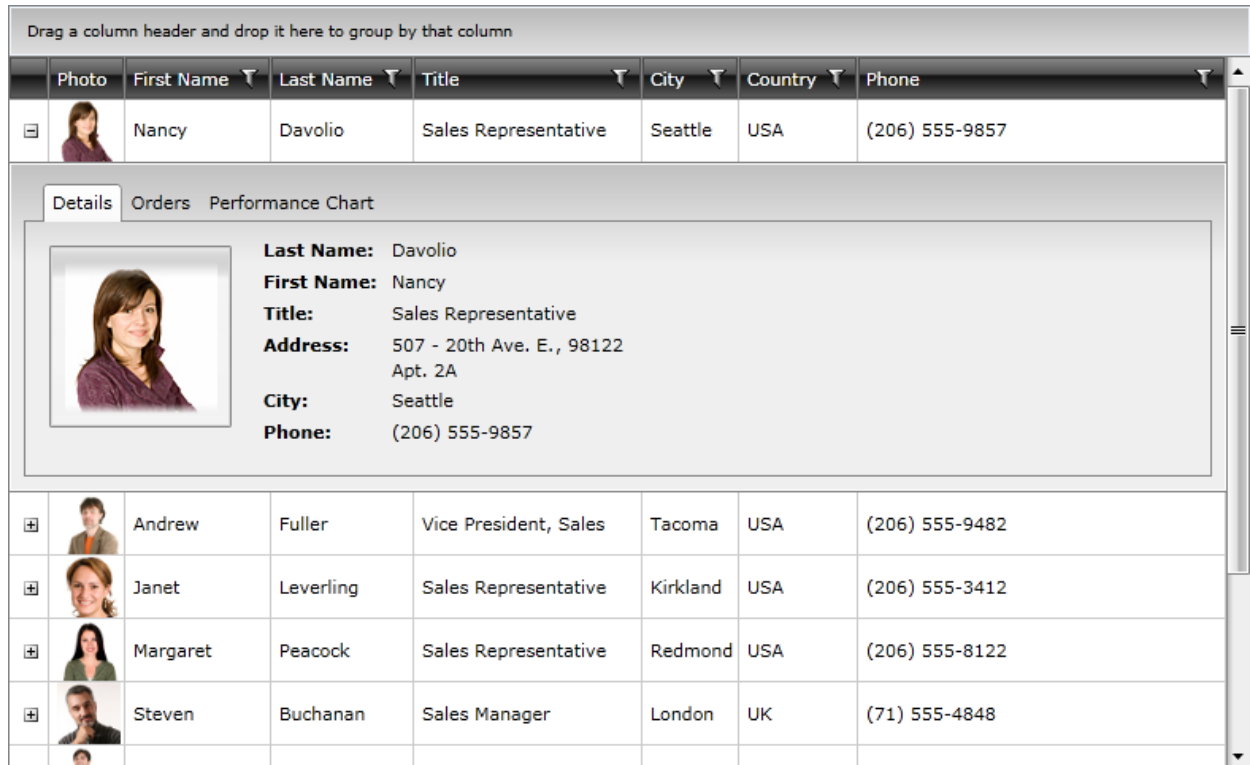 Drag a column header and drop it here to group by that column
Photo First Name Last Name Title City Country Phone
Nancy Davolio Sales Representative Seattle USA (206) 555-9857
Details Orders Performance Chart
Last Name: Davolio
First Name: Nancy
Title: Sales Representative
Address: 507 - 20th Ave. E., 98122
Apt. 2A
City: Seattle
Phone: (206) 555-9857
Andrew Fuller Vice President, Sales Tacoma USA (206) 555-9482
Janet Leverling Sales Representative Kirkland USA (206) 555-3412
Margaret Peacock Sales Representative Redmond USA (206) 555-8122
Steven Buchanan Sales Manager London UK (71) 555-4848